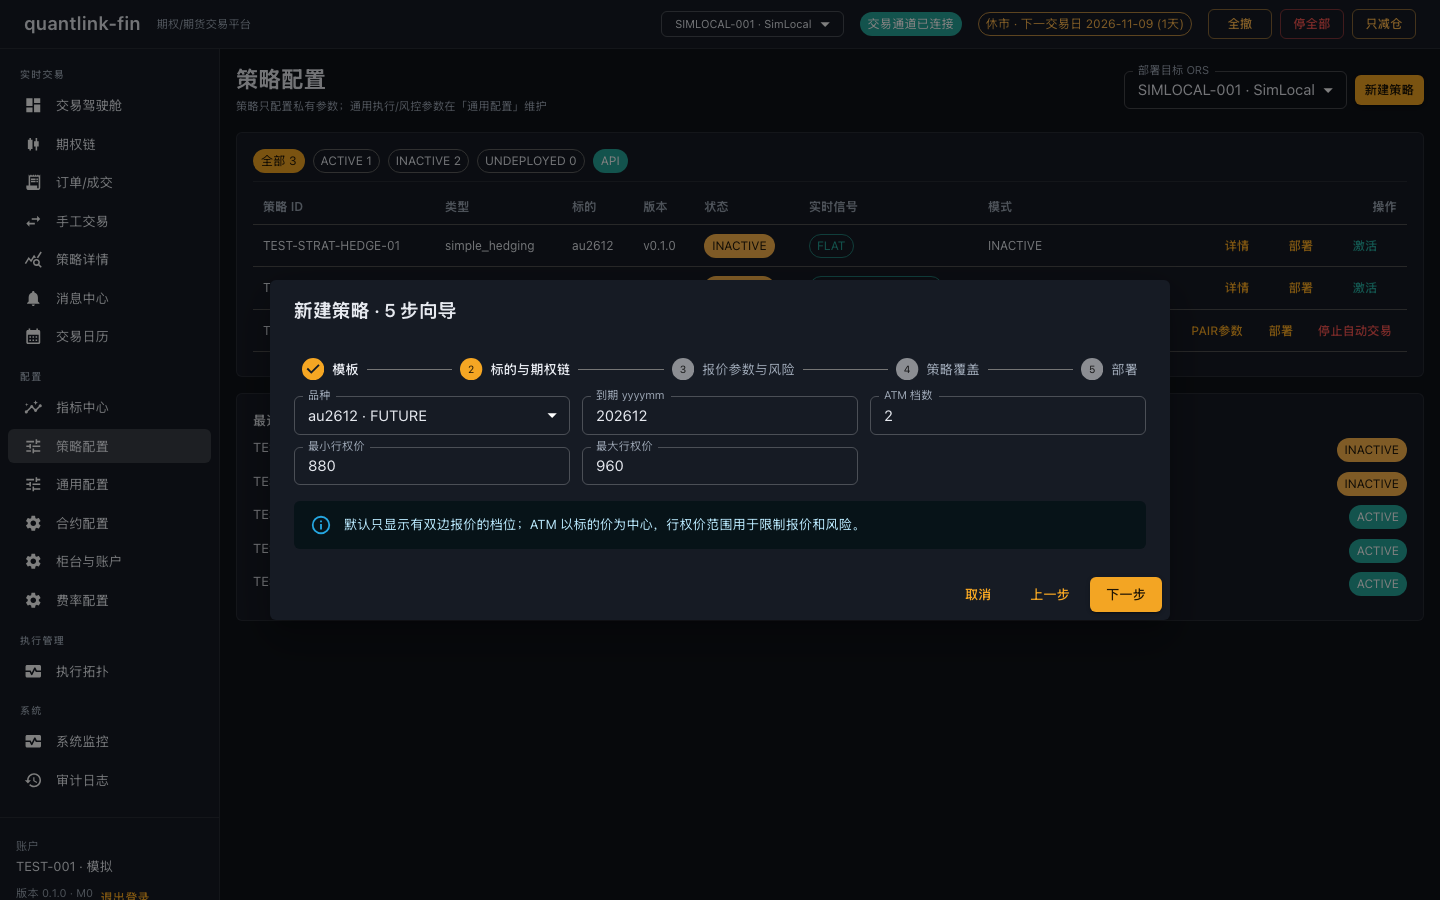 quantlink-fin 期权/期货交易平台 SIMLOCAL-001 · SimLocal 交易通道已连接 休市 · 下一交易日 2026-11-09 (1天) 全撤 停全部 只减仓
实时交易
交易驾驶舱
期权链
订单/成交
手工交易
策略详情
消息中心
交易日历
配置
指标中心
策略配置
通用配置
合约配置
柜台与账户
费率配置
执行管理
执行拓扑
系统
系统监控
审计日志
账户
TEST-001 · 模拟
版本 0.1.0 · M0 退出登录
策略配置
策略只配置私有参数；通用执行/风控参数在「通用配置」维护
部署目标 ORS
SIMLOCAL-001 · SimLocal 新建策略
全部 3 ACTIVE 1 INACTIVE 2 UNDEPLOYED 0 API
策略 ID 类型 标的 版本 状态 实时信号 模式 操作
TEST-STRAT-HEDGE-01 simple_hedging au2612 v0.1.0 INACTIVE FLAT INACTIVE 详情 部署 激活
详情 部署 激活
PAIR参数 部署 停止自动交易
新建策略 · 5 步向导
模板 2 标的与期权链 3 报价参数与风险 4 策略覆盖 5 部署
品种 到期 yyyymm ATM 档数
au2612 · FUTURE 202612 2
最小行权价 最大行权价
880 960
默认只显示有双边报价的档位；ATM 以标的价为中心，行权价范围用于限制报价和风险。
取消 上一步 下一步
TE INACTIVE
TE INACTIVE
TE ACTIVE
TE ACTIVE
TE ACTIVE